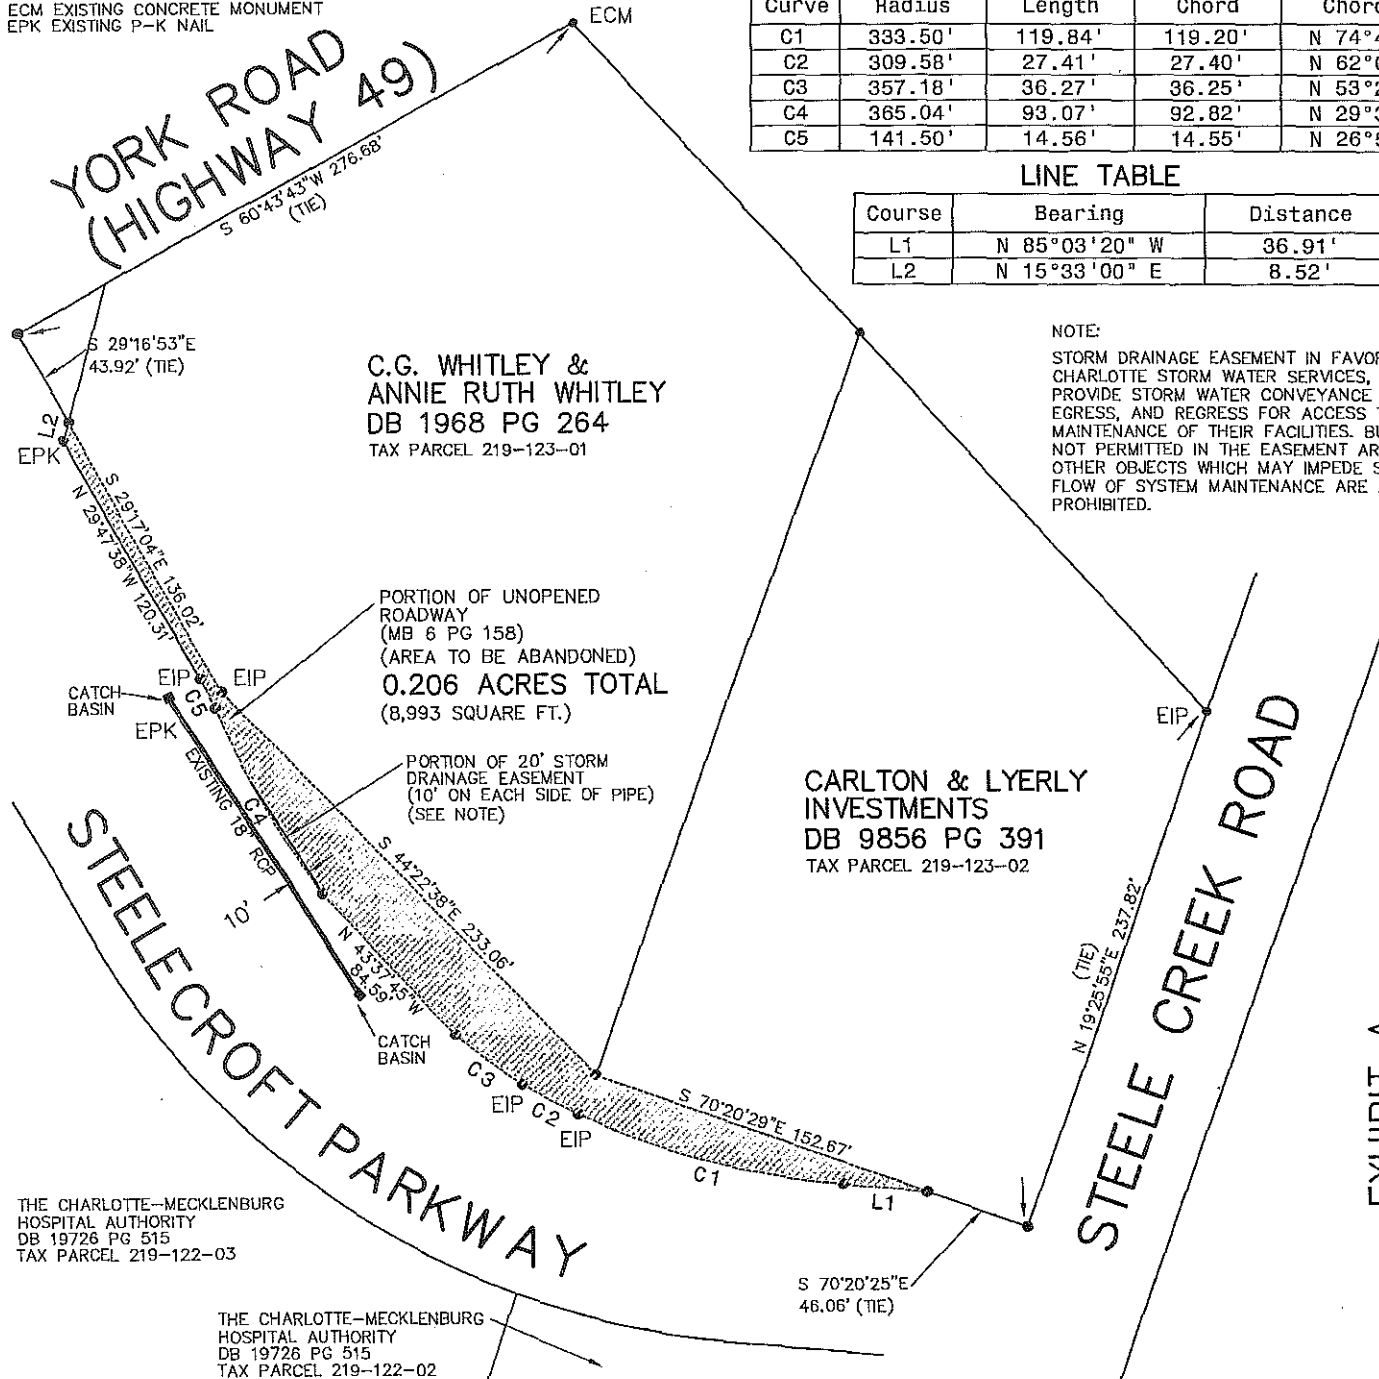 ECM EXISTING CONCRETE MONUMENT
EPK EXISTING P-K NAIL
ECM
YORK ROAD
(HIGHWAY 49)
S 60°43'43"W 276.68'
(TIE)
Curve Radius Length Chord Chord
C1 333.50' 119.84' 119.20' N 74°
C2 309.58' 27.41' 27.40' N 62°
C3 357.18' 36.27' 36.25' N 53°
C4 365.04' 93.07' 92.82' N 29°
C5 141.50' 14.56' 14.55' N 26°
LINE TABLE
Course Bearing Distance
L1 N 85°03'20" W 36.91'
L2 N 15°33'00" E 8.52'
NOTE:
STORM DRAINAGE EASEMENT IN FAVOR
CHARLOTTE STORM WATER SERVICES,
PROVIDE STORM WATER CONVEYANCE
EGRESS, AND REGRESS FOR ACCESS
MAINTENANCE OF THEIR FACILITIES.
NOT PERMITTED IN THE EASEMENT
OTHER OBJECTS WHICH MAY IMPEDE
FLOW OF SYSTEM MAINTENANCE ARE
PROHIBITED.
S 29°16'53"E
43.92' (TIE)
C.G. WHITLEY &
ANNIE RUTH WHITLEY
DB 1968 PG 264
TAX PARCEL 219-123-01
L2
EPK
S 29°17'04"E 136.02'
N 29°47'38"W 120.31'
PORTION OF UNOPENED
ROADWAY
(MB 6 PG 158)
(AREA TO BE ABANDONED)
0.206 ACRES TOTAL
(8,993 SQUARE FT.)
EIP
EIP
C5
CATCH
BASIN
EPK
EXISTING 18" RCP
C4
PORTION OF 20' STORM
DRAINAGE EASEMENT
(10' ON EACH SIDE OF PIPE)
(SEE NOTE)
EIP
CARLTON & LYERLY
INVESTMENTS
DB 9856 PG 391
TAX PARCEL 219-123-02
S 44°22'38"E 233.06'
10'
N 43°37'45"W
84.59'
CATCH
BASIN
C3
EIP
C2
EIP
(TIE)
N 19°25'55"E 237.82'
STEELE CREEK ROAD
STEELECROFT PARKWAY
S 70°20'29"E 152.67'
C1
L1
S 70°20'25"E
46.06' (TIE)
THE CHARLOTTE-MECKLENBURG
HOSPITAL AUTHORITY
DB 19726 PG 515
TAX PARCEL 219-122-03
THE CHARLOTTE-MECKLENBURG
HOSPITAL AUTHORITY
DB 19726 PG 515
TAX PARCEL 219-122-02